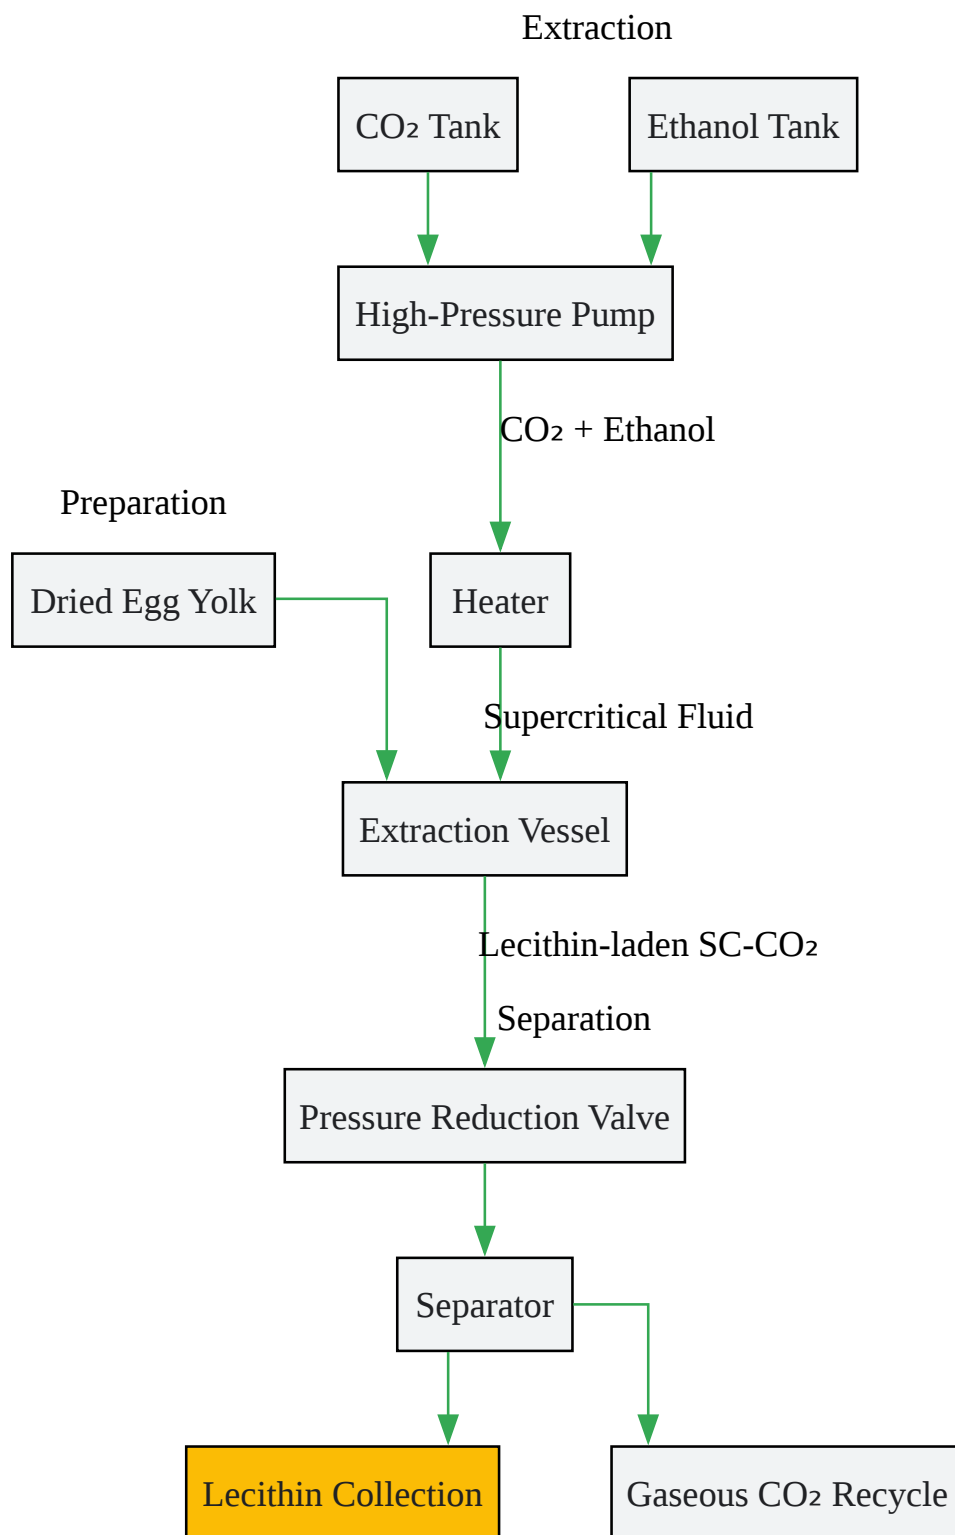 Extraction
CO₂ Tank
Ethanol Tank
High-Pressure Pump
CO₂ + Ethanol
Preparation
Dried Egg Yolk
Heater
Supercritical Fluid
Extraction Vessel
Lecithin-laden SC-CO₂
Separation
Pressure Reduction Valve
Separator
Lecithin Collection
Gaseous CO₂ Recycle